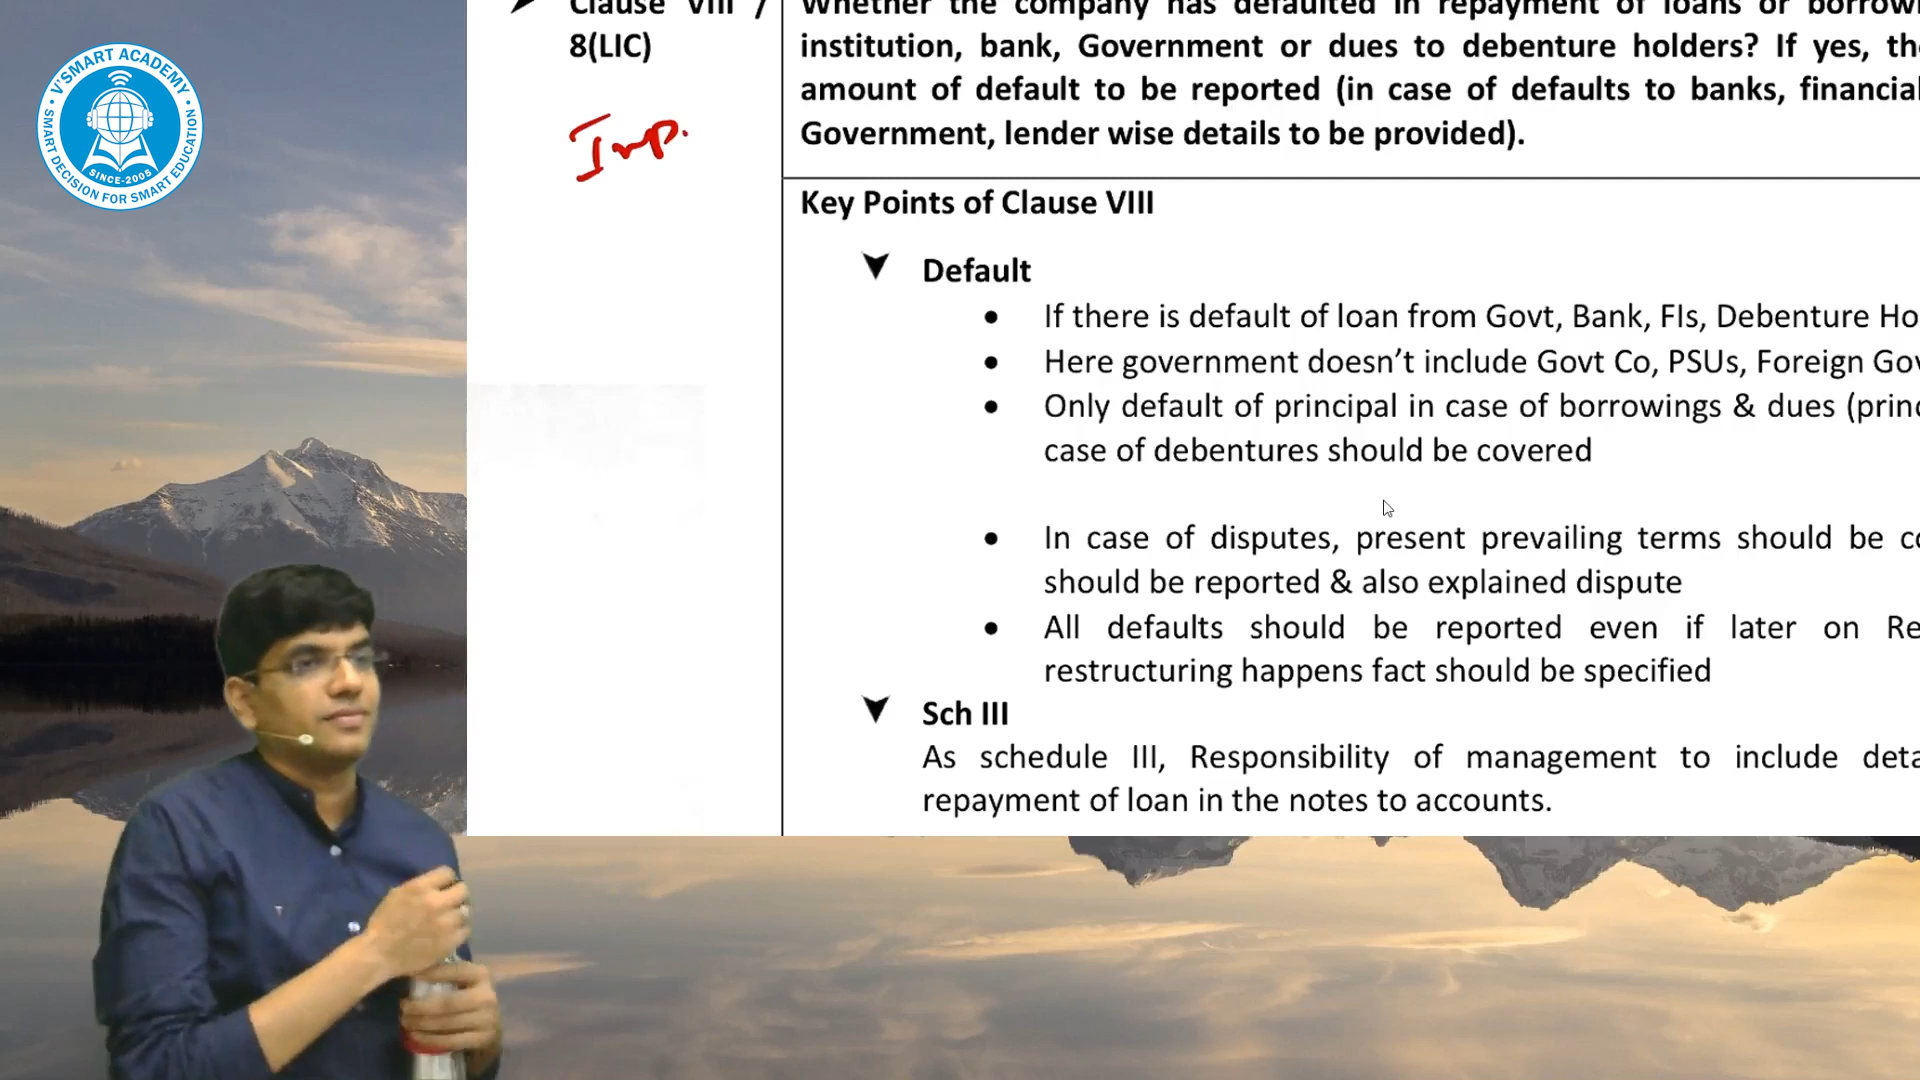 V'SMART ACADEMY
SINCE-2005
SMART DECISION FOR SMART EDUCATION
Clause VIII /
8(LIC)
Imp.
Whether the company has defaulted in repayment of loans or
institution, bank, Government or dues to debenture holders? If yes,
amount of default to be reported (in case of defaults to banks, financial
Government, lender wise details to be provided).
Key Points of Clause VIII
Default
• If there is default of loan from Govt, Bank, FIs, Debenture
• Here government doesn't include Govt Co, PSUs, Foreign
• Only default of principal in case of borrowings & dues
case of debentures should be covered
• In case of disputes, present prevailing terms should be
should be reported & also explained dispute
• All defaults should be reported even if later on
restructuring happens fact should be specified
Sch III
As schedule III, Responsibility of management to include
repayment of loan in the notes to accounts.